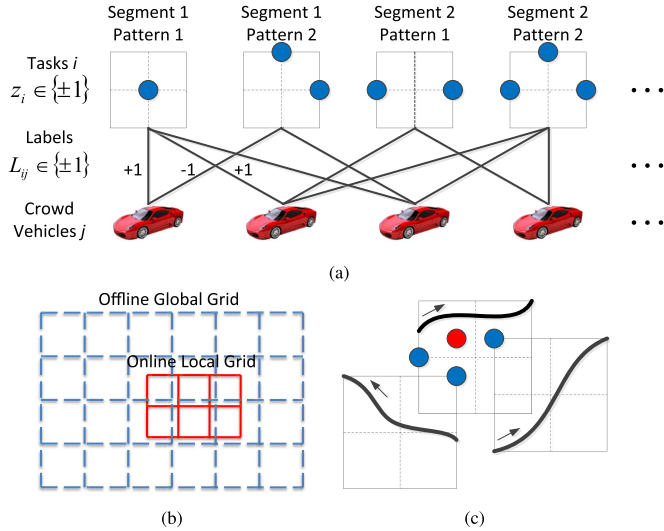 Segment 1 Segment 1 Segment 2 Segment 2
Pattern 1 Pattern 2 Pattern 1 Pattern 2
Tasks i
z_i ∈ {±1}
...
Labels
L_ij ∈ {±1}
+1 -1 +1
...
Crowd
Vehicles j
...
(a)
Offline Global Grid
Online Local Grid
(b) (c)